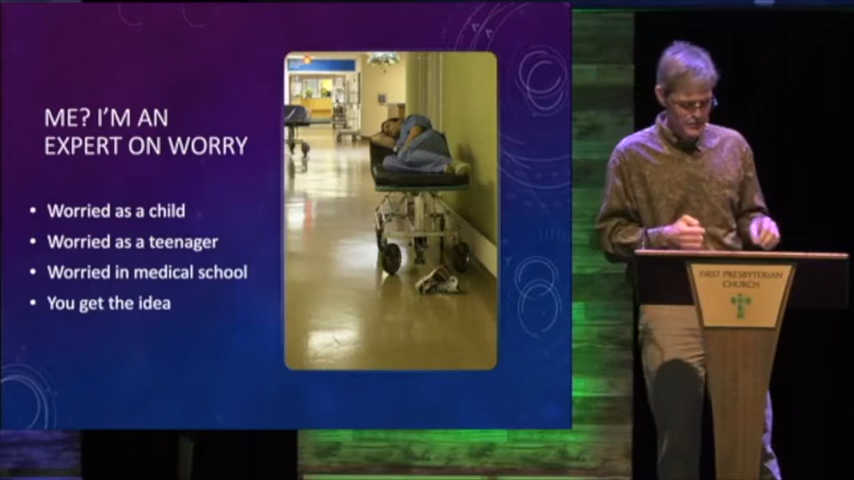 ME? I'M AN
EXPERT ON WORRY
• Worried as a child
• Worried as a teenager
• Worried in medical school
• You get the idea
FIRST PRESBYTERIAN
CHURCH